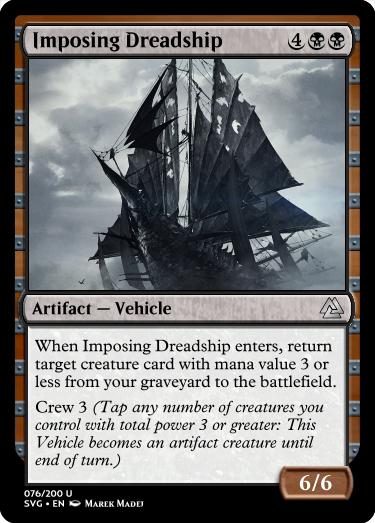 Imposing Dreadship 4
Artifact — Vehicle
When Imposing Dreadship enters, return
target creature card with mana value 3 or
less from your graveyard to the battlefield.
Crew 3 (Tap any number of creatures you
control with total power 3 or greater: This
Vehicle becomes an artifact creature until
end of turn.)
6/6
076/200 U
SVG • EN Marek Madej